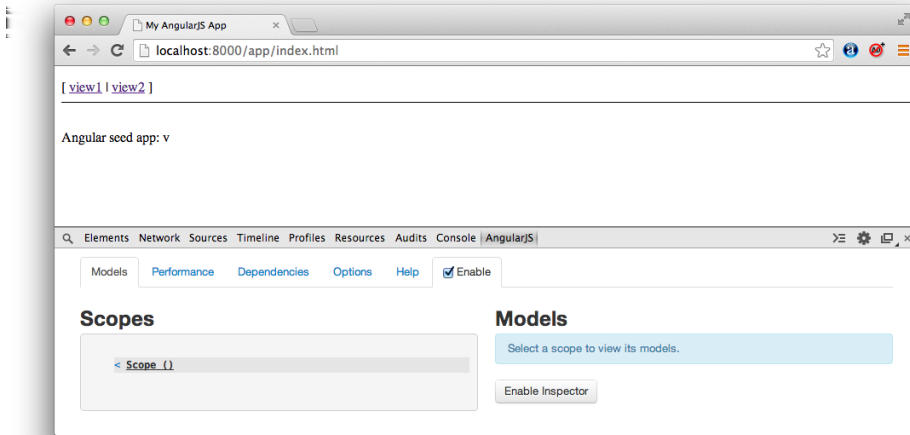 My AngularJS App
localhost:8000/app/index.html
[ view1 | view2 ]
Angular seed app: v
Elements Network Sources Timeline Profiles Resources Audits Console AngularJS
Models Performance Dependencies Options Help Enable
Scopes
Models
< Scope ()
Select a scope to view its models.
Enable Inspector